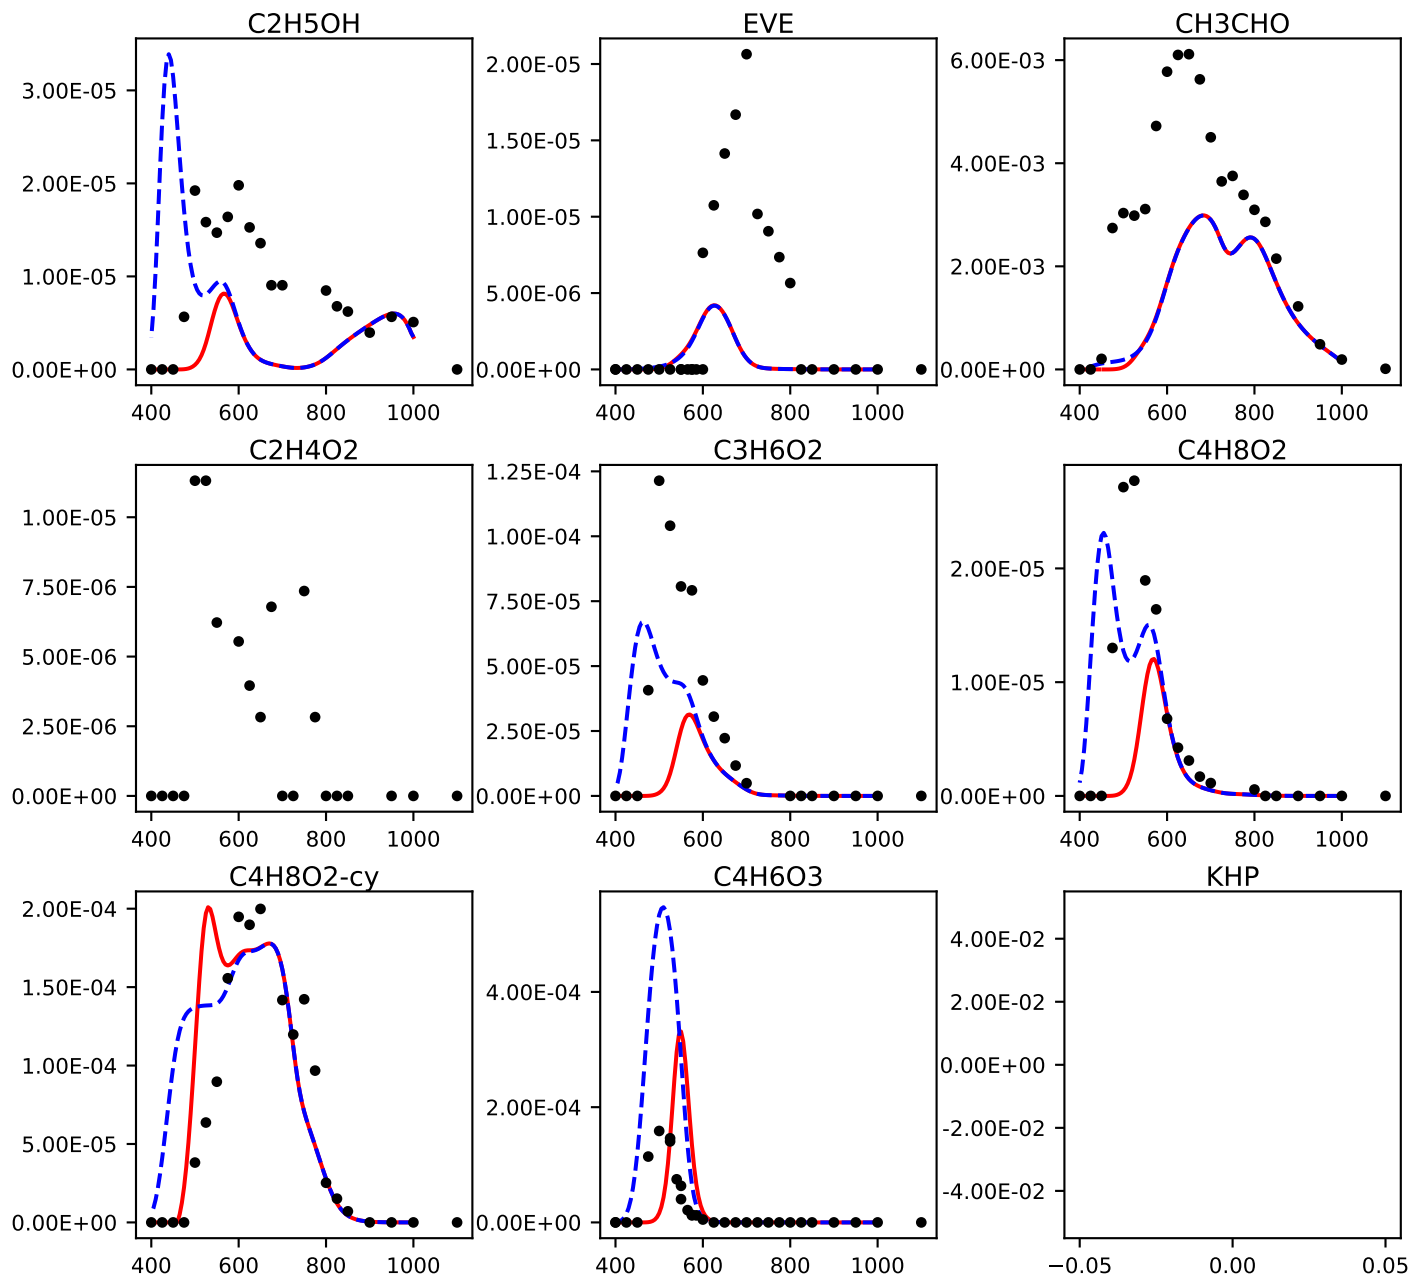 C2H5OH
EVE
CH3CHO
3.00E-05
2.00E-05
1.00E-05
0.00E+00
400 600 800 1000
2.00E-05
1.50E-05
1.00E-05
5.00E-06
0.00E+00
400 600 800 1000
6.00E-03
4.00E-03
2.00E-03
0.00E+00
400 600 800 1000
C2H4O2
C3H6O2
C4H8O2
1.00E-05
7.50E-06
5.00E-06
2.50E-06
0.00E+00
400 600 800 1000
1.25E-04
1.00E-04
7.50E-05
5.00E-05
2.50E-05
0.00E+00
400 600 800 1000
2.00E-05
1.00E-05
0.00E+00
400 600 800 1000
C4H8O2-cy
C4H6O3
KHP
2.00E-04
1.50E-04
1.00E-04
5.00E-05
0.00E+00
400 600 800 1000
4.00E-04
2.00E-04
0.00E+00
400 600 800 1000
4.00E-02
2.00E-02
0.00E+00
-2.00E-02
-4.00E-02
−0.05 0.00 0.05